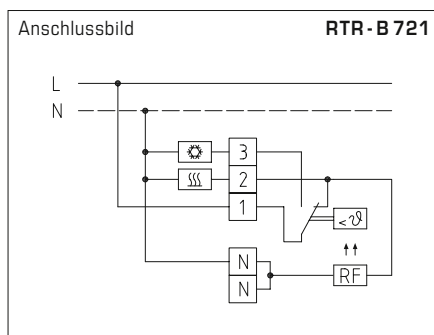 Anschlussbild RTR-B 721
L
N
3
2
1
<ϑ
N
N
RF